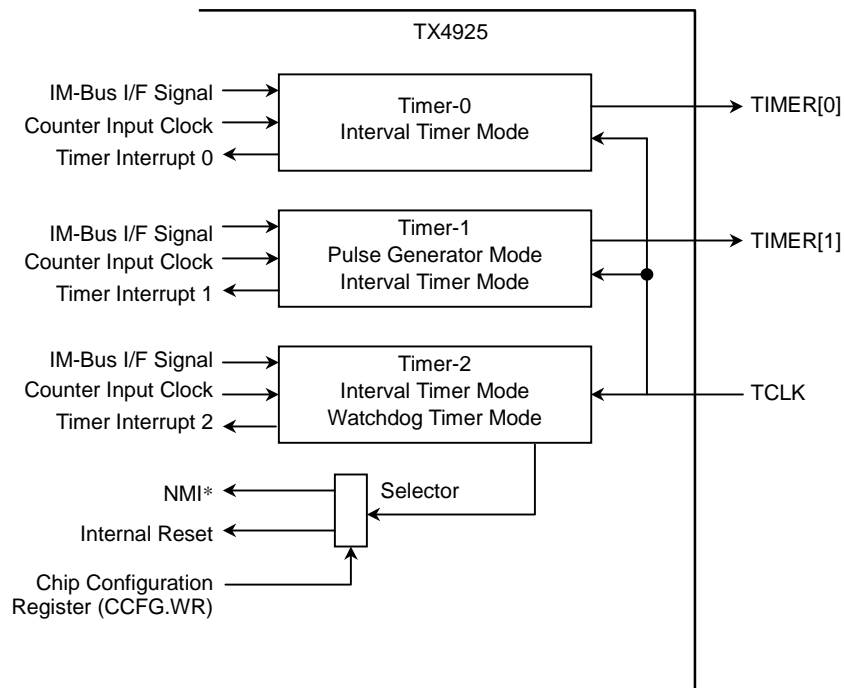 TX4925
IM-Bus I/F Signal
Counter Input Clock
Timer Interrupt 0
Timer-0
Interval Timer Mode
TIMER[0]
IM-Bus I/F Signal
Counter Input Clock
Timer Interrupt 1
Timer-1
Pulse Generator Mode
Interval Timer Mode
TIMER[1]
IM-Bus I/F Signal
Counter Input Clock
Timer Interrupt 2
Timer-2
Interval Timer Mode
Watchdog Timer Mode
TCLK
NMI*
Selector
Internal Reset
Chip Configuration
Register (CCFG.WR)